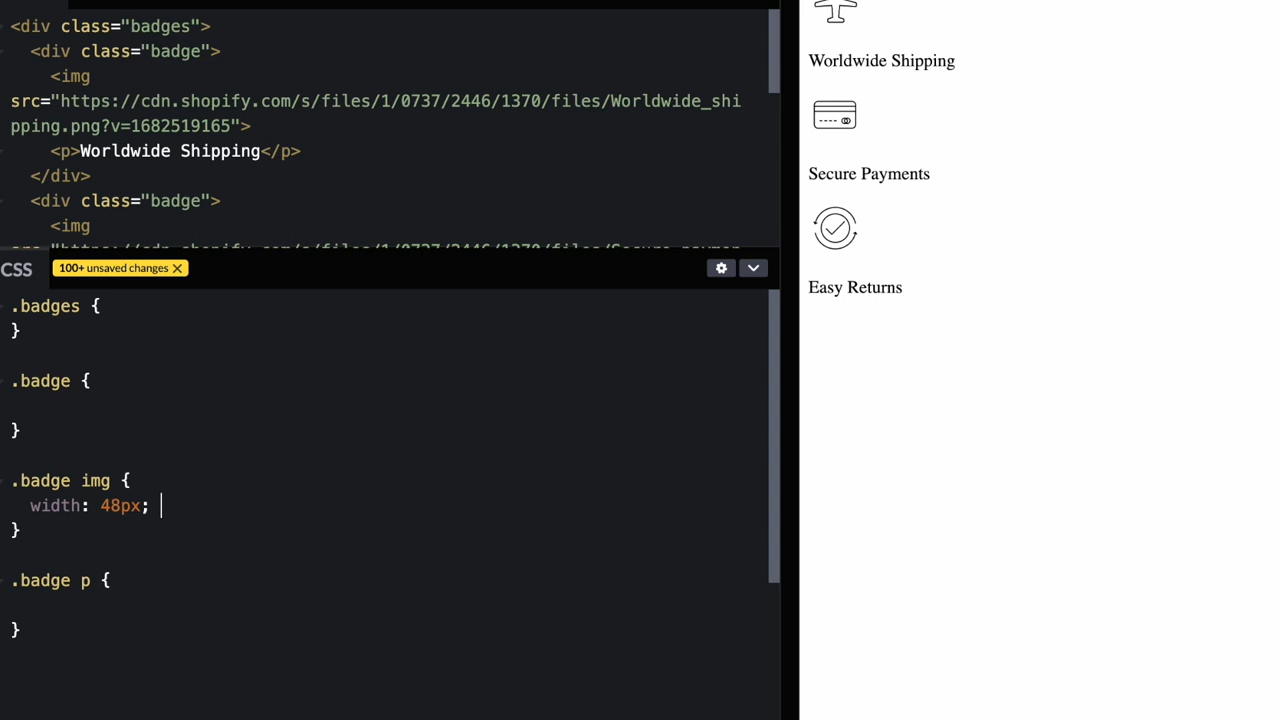 <div class="badges">
<div class="badge">
<img
src="https://cdn.shopify.com/s/files/1/0737/2446/1370/files/Worldwide_shi
pping.png?v=1682519165">
<p>Worldwide Shipping</p>
</div>
<div class="badge">
<img
CSS
100+ unsaved changes X
.badges {
}
.badge {
}
.badge img {
width: 48px;
}
.badge p {
}
Worldwide Shipping
Secure Payments
Easy Returns